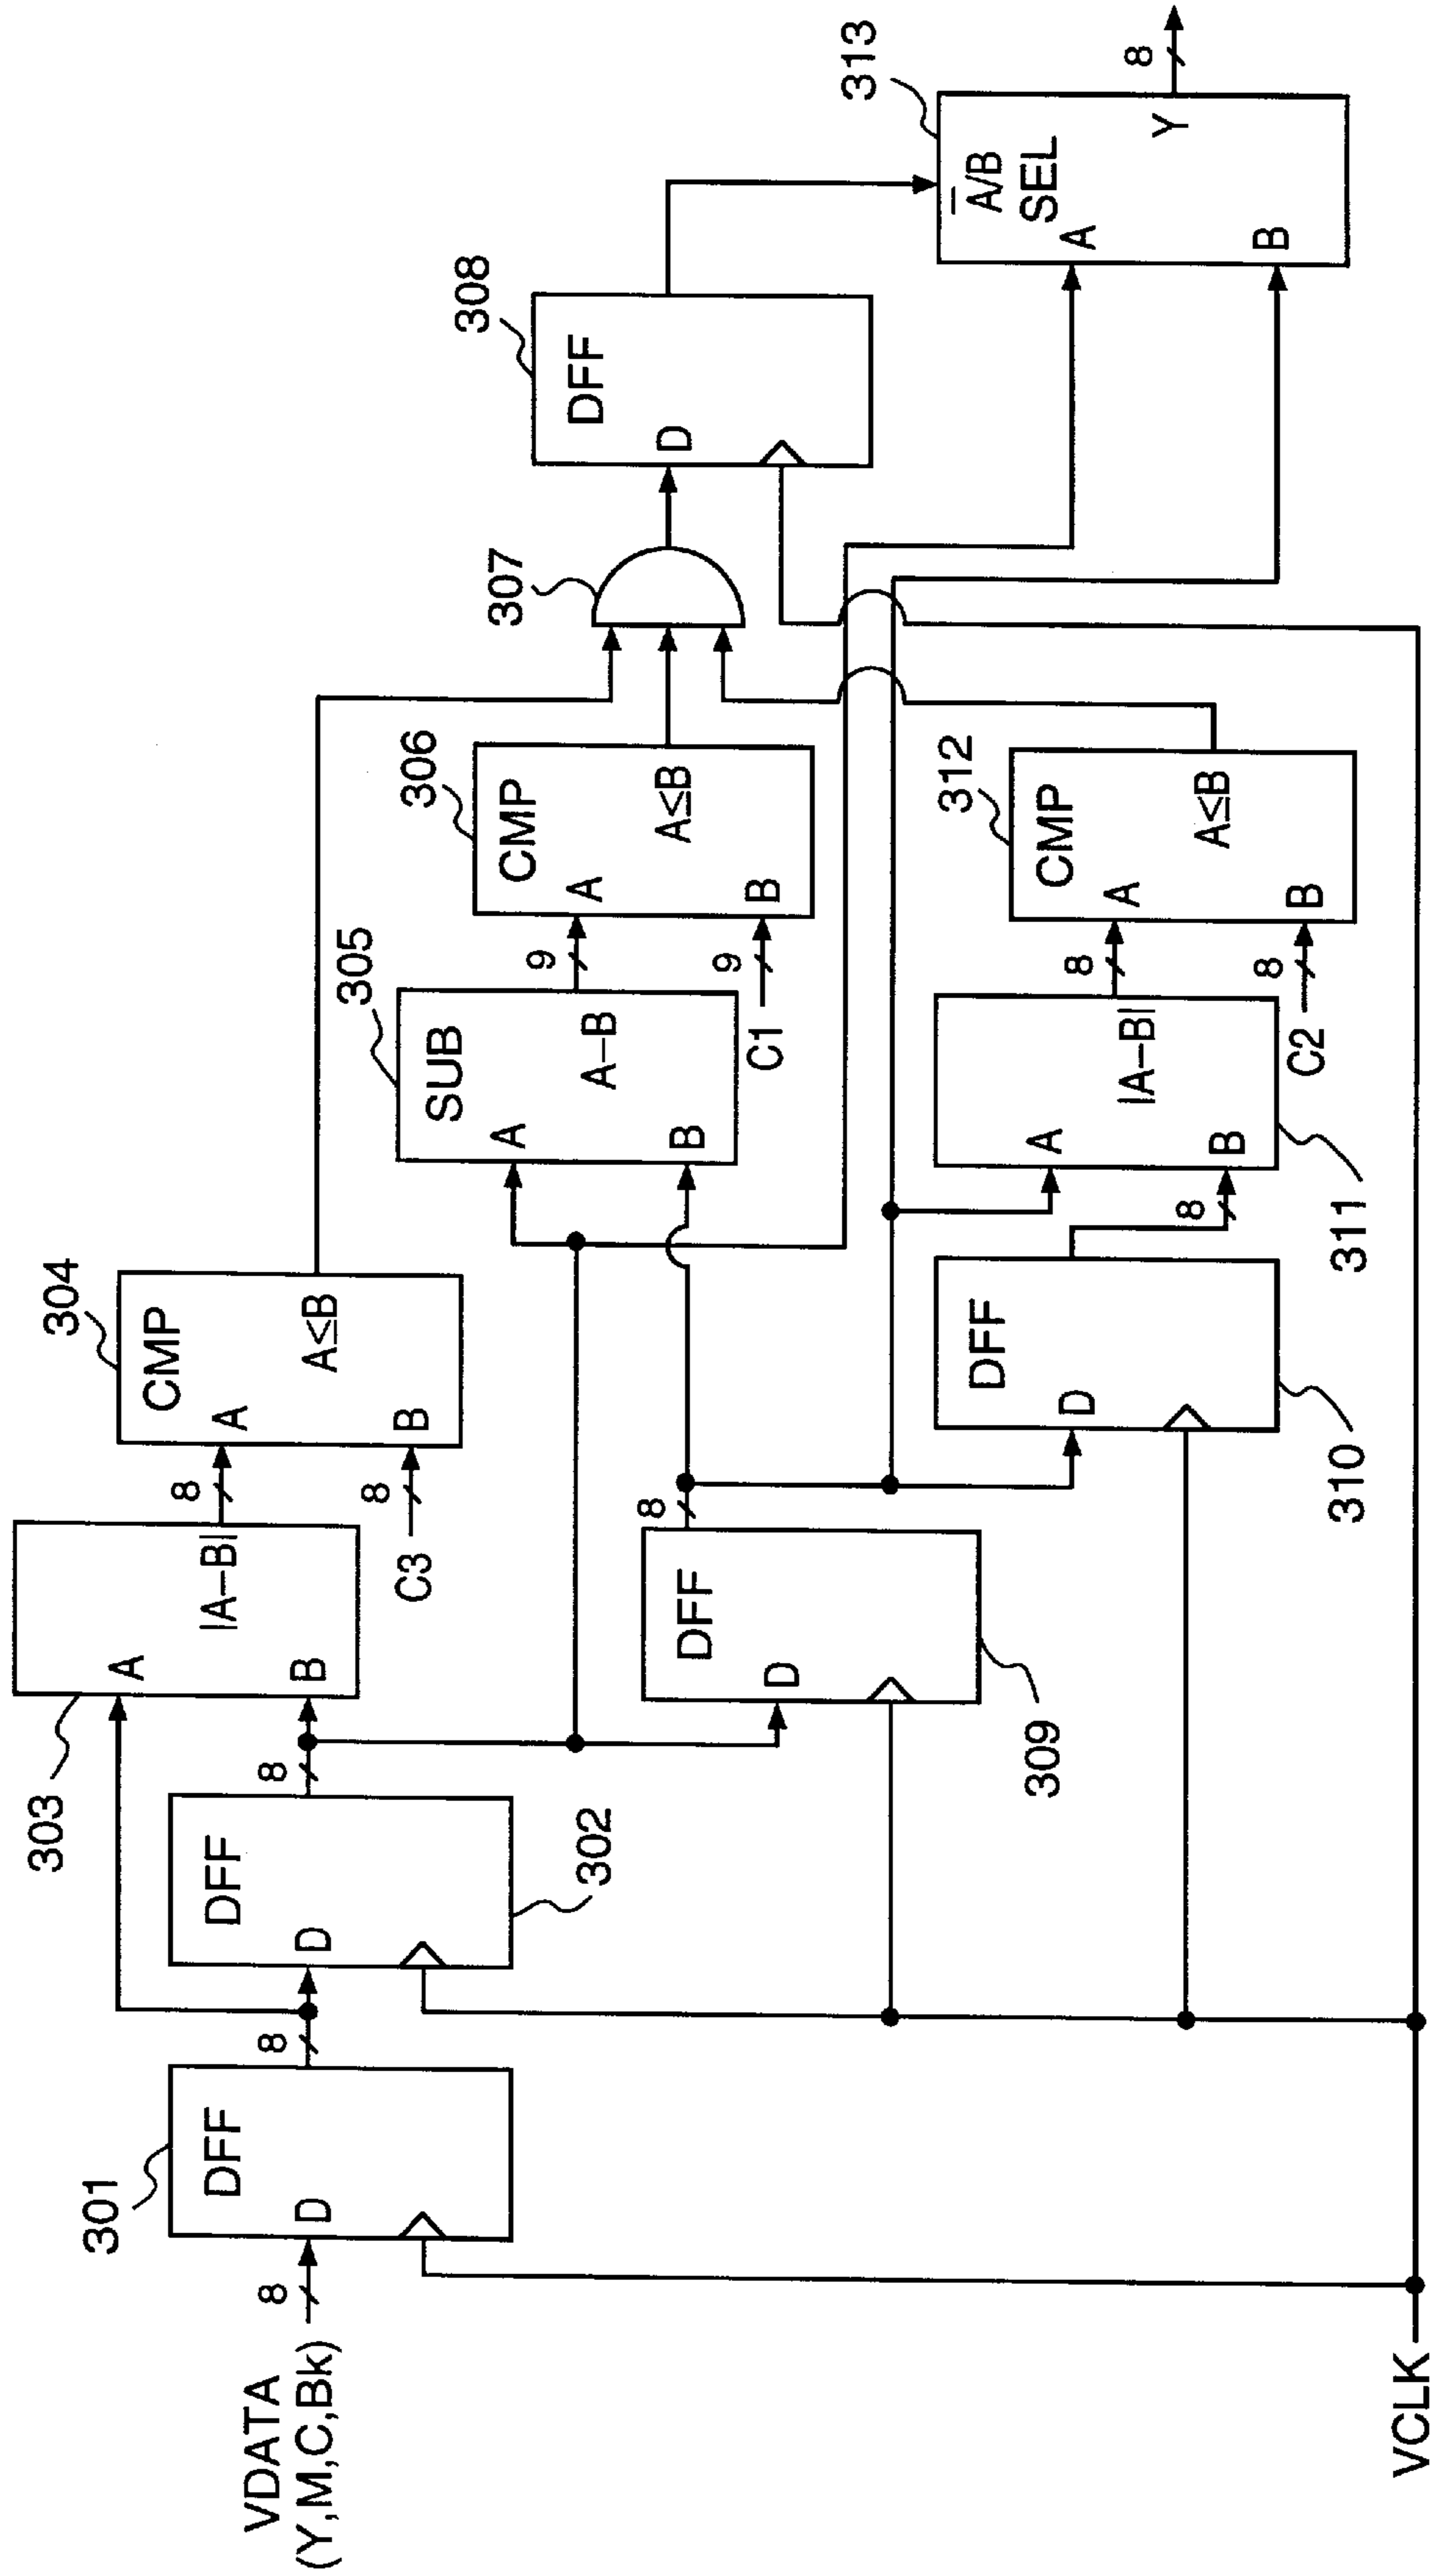 VDATA
(Y,M,C,Bk)
8
301
DFF
D
8
302
DFF
D
8
303
A
B
|A−B|
8
8
C3
304
CMP
A
B
A≤B
309
DFF
D
8
305
SUB
A
B
A−B
9
9
C1
306
CMP
A
B
A≤B
307
308
DFF
D
310
DFF
D
8
311
A
B
|A−B|
8
8
C2
312
CMP
A
B
A≤B
313
A̅/B
SEL
A
B
Y
8
VCLK